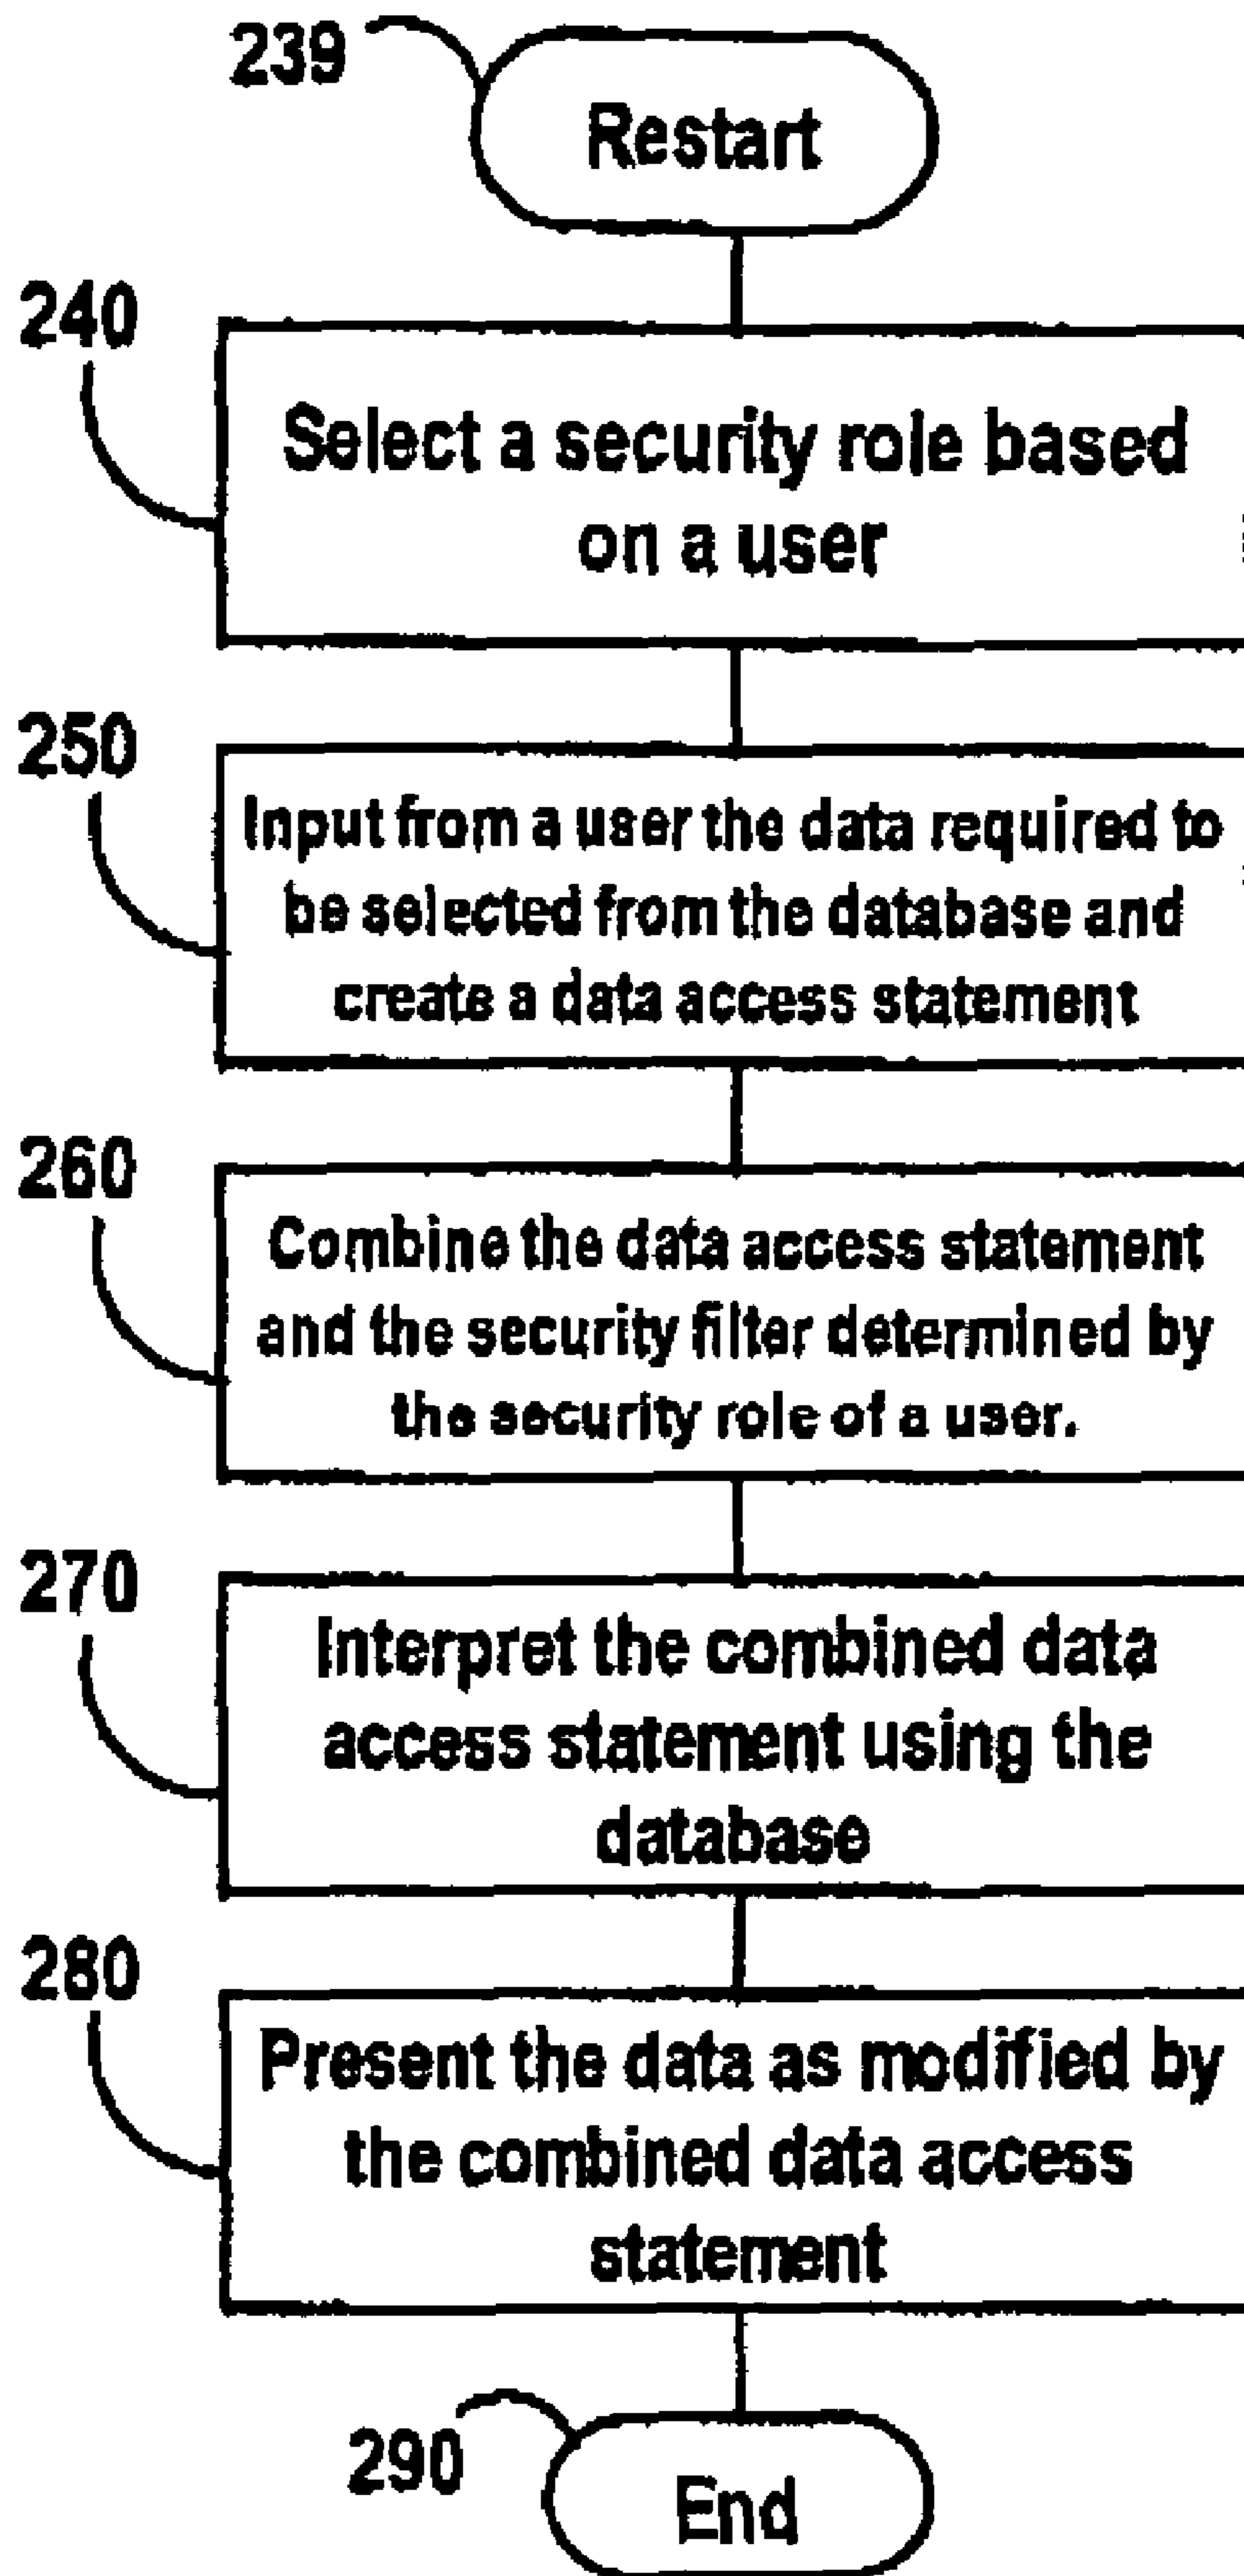 239
Restart
240
Select a security role based
on a user
250
Input from a user the data required to
be selected from the database and
create a data access statement
260
Combine the data access statement
and the security filter determined by
the security role of a user.
270
Interpret the combined data
access statement using the
database
280
Present the data as modified by
the combined data access
statement
290
End